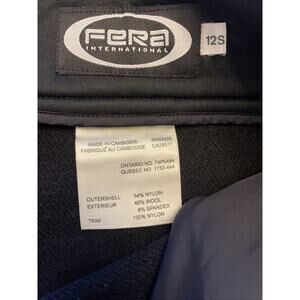 FERA
INTERNATIONAL
12S
MADE IN CAMBODIA
FABRIQUÉ AU CAMBODGE
CA28517
ONTARIO NO.
QUEBEC NO. 1750-444
OUTERSHELL 54% NYLON
EXTERIEUR 40% WOOL
6% SPANDEX
TRIM 100% NYLON